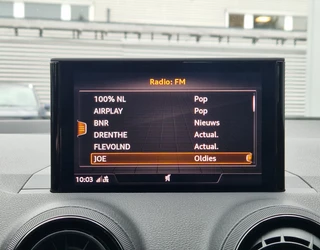 Radio: FM
100% NL Pop
AIRPLAY Pop
BNR Nieuws
DRENTHE Actual.
FLEVOLND Actual.
JOE Oldies
10:03